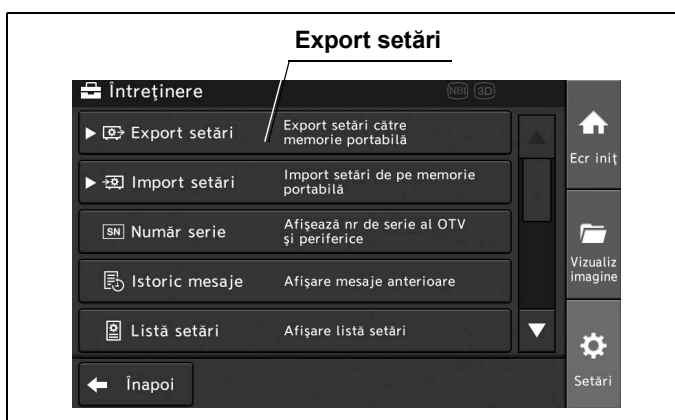 Export setări
Întreţinere
NBI 3D
Export setări
Export setări către
memorie portabilă
Import setări
Import setări de pe memorie
portabilă
SN Număr serie
Afişează nr de serie al OTV
şi periferice
Istoric mesaje
Afişare mesaje anterioare
Listă setări
Afişare listă setări
Înapoi
Ecr iniţ
Vizualiz
imagine
Setări